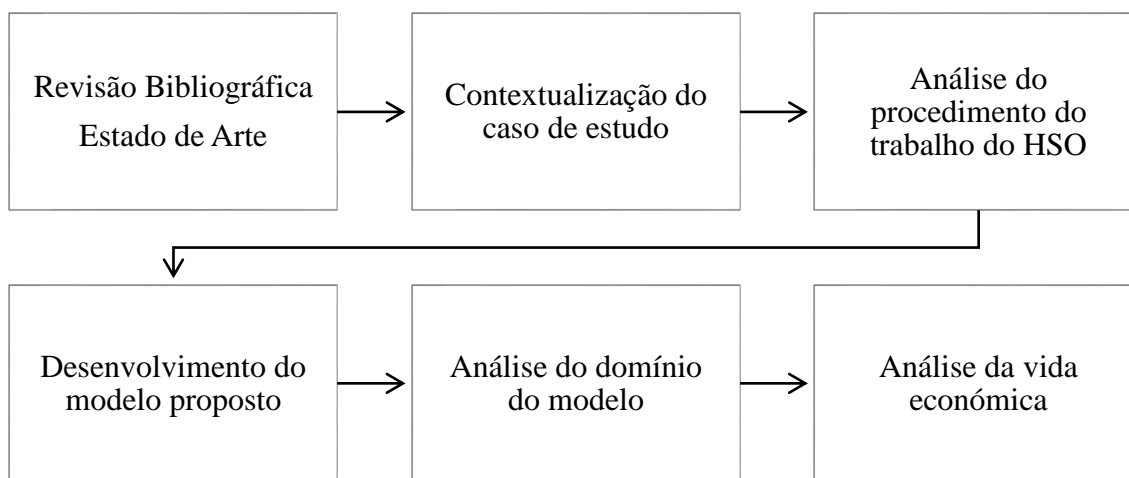 Revisão Bibliográfica
Estado de Arte
Contextualização do
caso de estudo
Análise do
procedimento do
trabalho do HSO
Desenvolvimento do
modelo proposto
Análise do domínio
do modelo
Análise da vida
económica